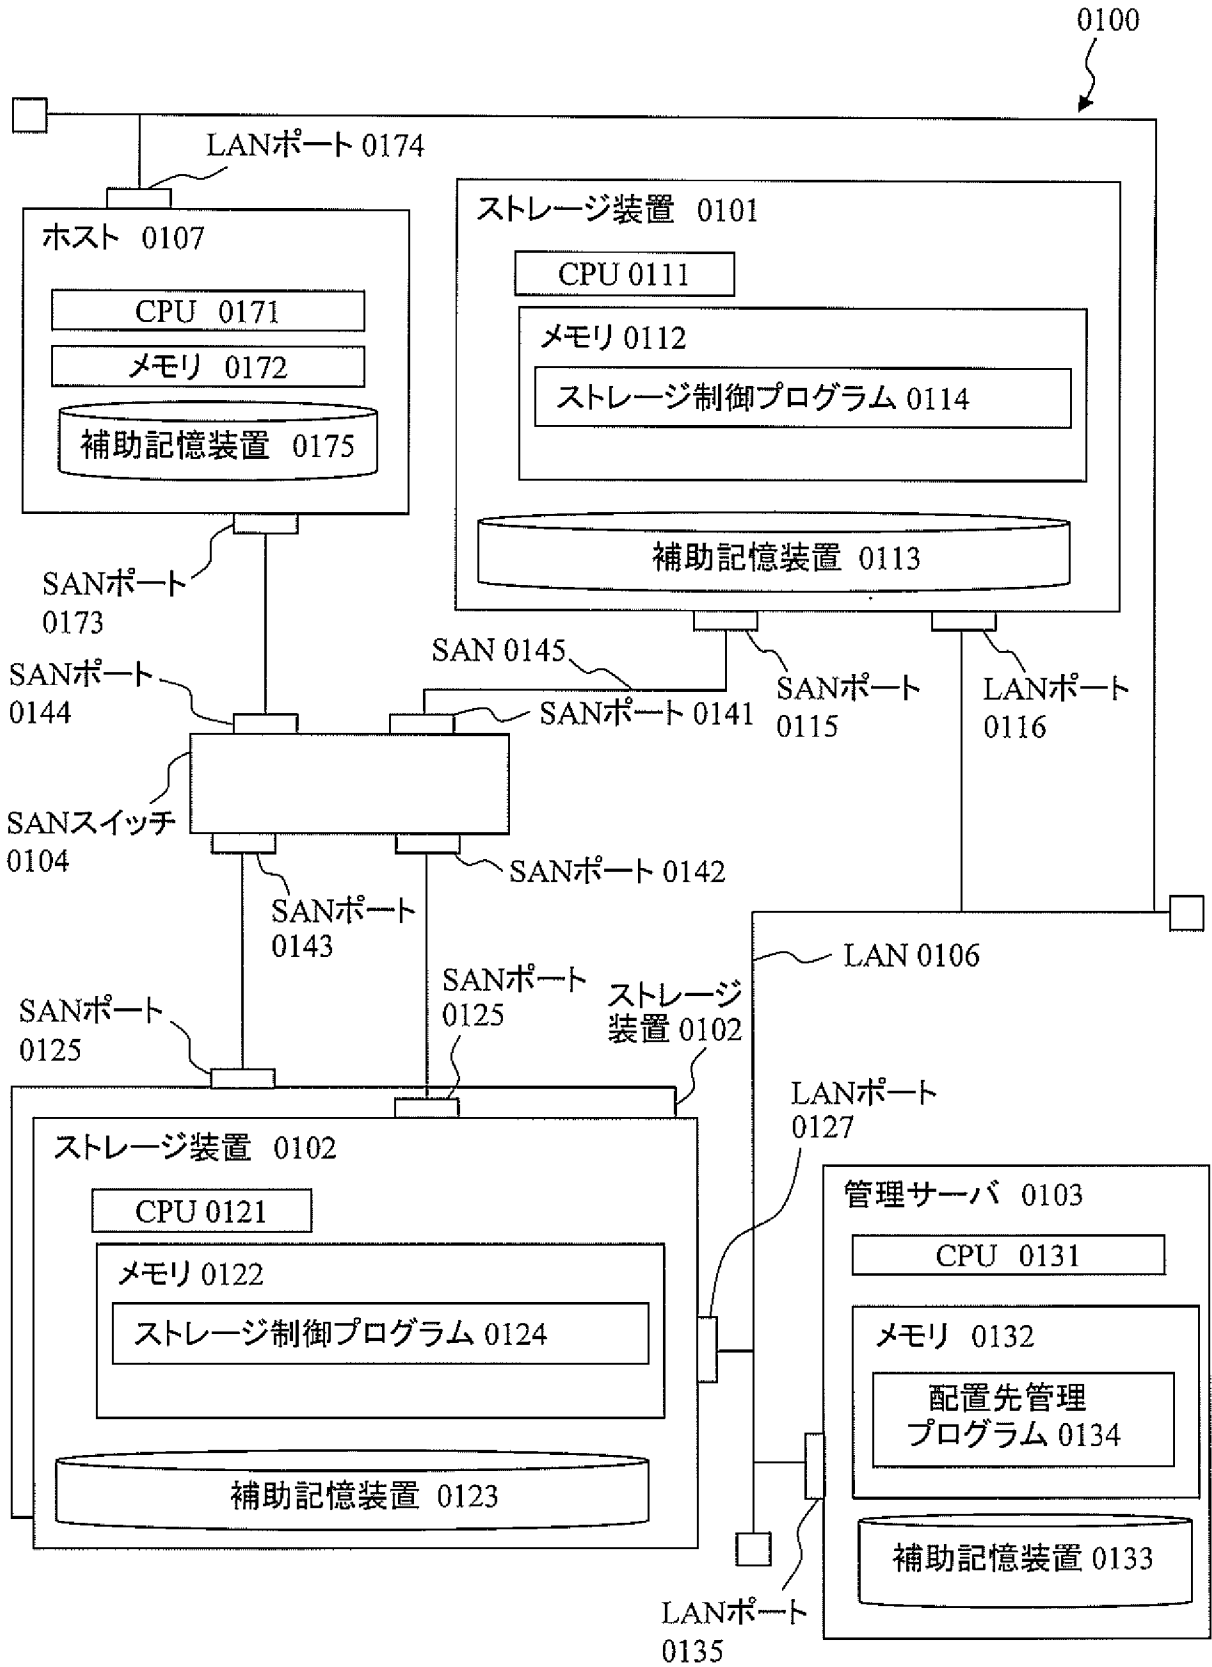 0100
LANポート 0174
ホスト 0107
CPU 0171
メモリ 0172
補助記憶装置 0175
SANポート
0173
ストレージ装置 0101
CPU 0111
メモリ 0112
ストレージ制御プログラム 0114
補助記憶装置 0113
SAN 0145
SANポート
0144
SANポート 0141
SANポート
0115
LANポート
0116
SANスイッチ
0104
SANポート 0142
SANポート
0143
LAN 0106
SANポート
0125
SANポート
0125
ストレージ
装置 0102
LANポート
0127
ストレージ装置 0102
CPU 0121
メモリ 0122
ストレージ制御プログラム 0124
補助記憶装置 0123
管理サーバ 0103
CPU 0131
メモリ 0132
配置先管理
プログラム 0134
補助記憶装置 0133
LANポート
0135